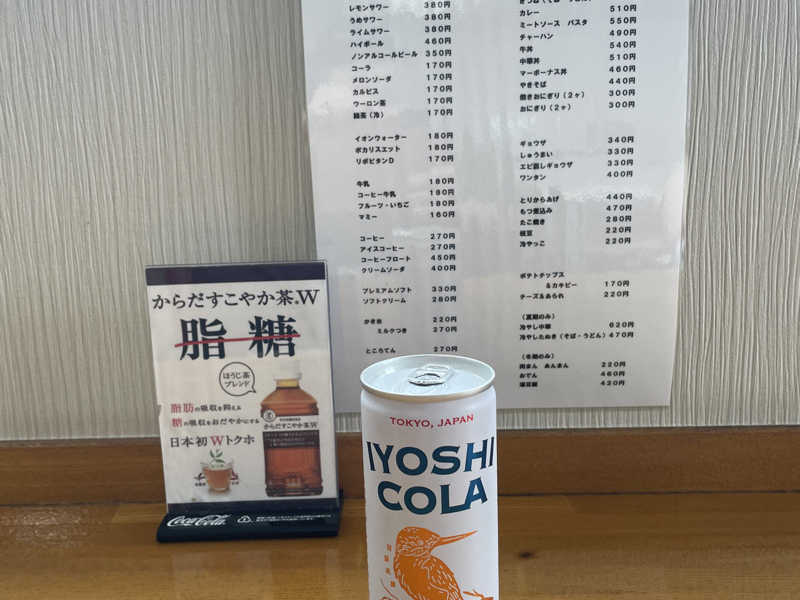 レモンサワー 380円
うめサワー 380円
ライムサワー 380円
ハイボール 460円
ノンアルコールビール 350円
コーラ 170円
メロンソーダ 170円
カルピス 170円
ウーロン茶 170円
緑茶（冷） 170円
イオンウォーター 180円
ポカリスエット 180円
リポビタンD 170円
牛乳 180円
コーヒー牛乳 180円
フルーツ・いちご 180円
マミー 160円
コーヒー 270円
アイスコーヒー 270円
コーヒーフロート 450円
クリームソーダ 400円
プレミアムソフト 330円
ソフトクリーム 280円
かき氷 220円
ミルクつき 270円
ところてん 270円
カレー 510円
ミートソース パスタ 550円
チャーハン 490円
牛丼 540円
中華丼 510円
マーボーナス丼 460円
やきそば 440円
焼きおにぎり（2ヶ） 300円
おにぎり（2ヶ） 300円
ギョウザ 340円
しゅうまい 330円
エビ蒸しギョウザ 330円
ワンタン 400円
とりからあげ 440円
もつ煮込み 470円
たこ焼き 280円
枝豆 220円
冷やっこ 220円
ポテトチップス
＆カキピー 170円
チーズ＆あられ 220円
（夏期のみ）
冷やし中華 620円
冷やしたぬき（そば・うどん） 470円
（冬期のみ）
肉まん あんまん 220円
おでん 460円
湯豆腐 420円
からだすこやか茶W
脂 糖
ほうじ茶
ブレンド
脂肪の吸収を抑える
糖の吸収をおだやかにする
日本初Wトクホ
からだすこやか茶W
Coca-Cola
TOKYO, JAPAN
IYOSHI
COLA